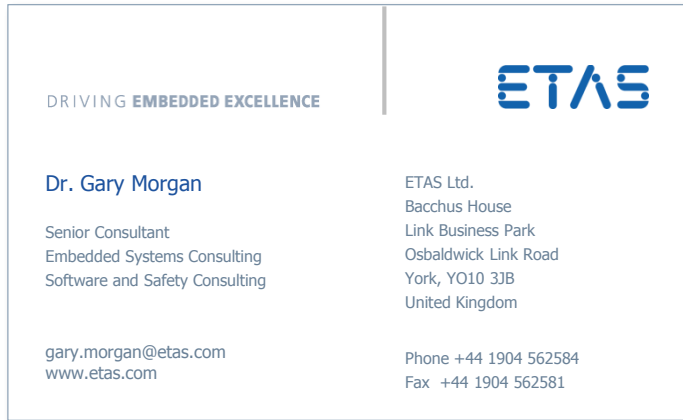 DRIVING EMBEDDED EXCELLENCE
ETAS
Dr. Gary Morgan
Senior Consultant
Embedded Systems Consulting
Software and Safety Consulting
gary.morgan@etas.com
www.etas.com
ETAS Ltd.
Bacchus House
Link Business Park
Osbaldwick Link Road
York, YO10 3JB
United Kingdom
Phone +44 1904 562584
Fax  +44 1904 562581